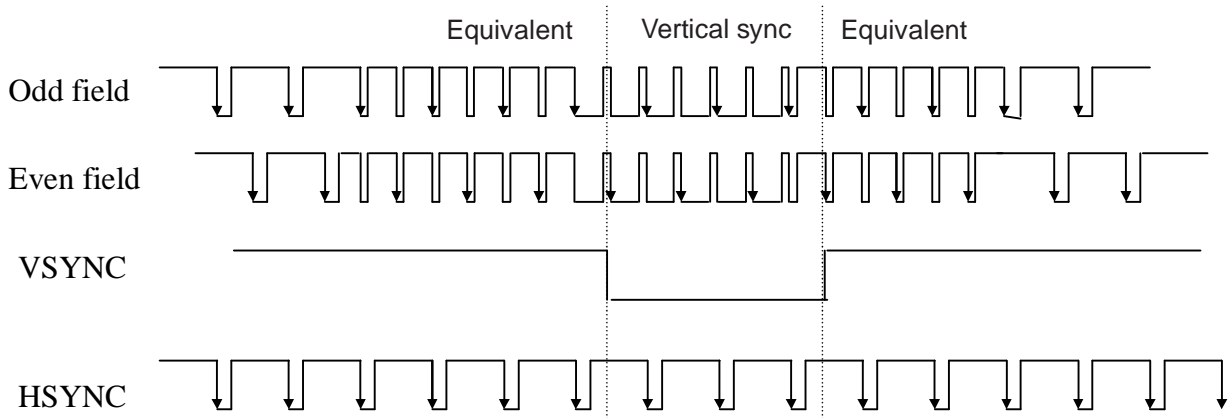 Equivalent Vertical sync Equivalent
Odd field
Even field
VSYNC
HSYNC